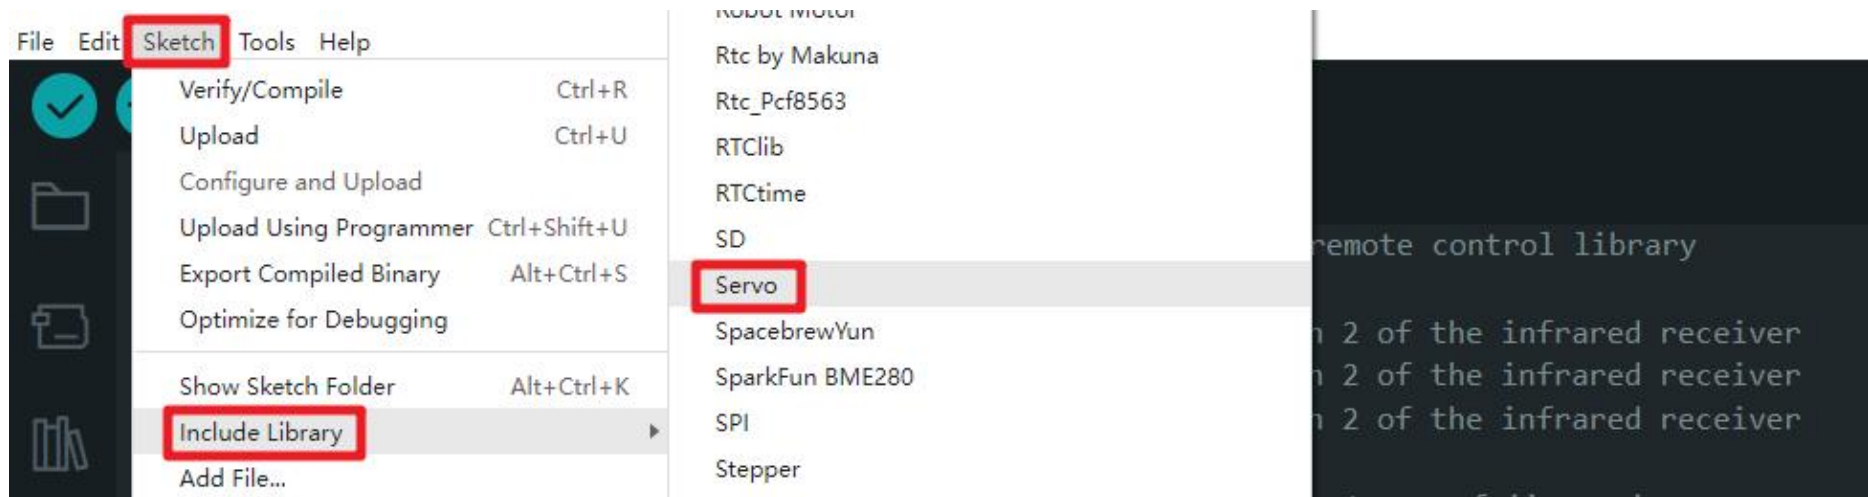 File Edit Sketch Tools Help
Verify/Compile Ctrl+R
Upload Ctrl+U
Configure and Upload
Upload Using Programmer Ctrl+Shift+U
Export Compiled Binary Alt+Ctrl+S
Optimize for Debugging
Show Sketch Folder Alt+Ctrl+K
Include Library
Add File...
Robot Motor
Rtc by Makuna
Rtc_Pcf8563
RTClib
RTCtime
SD
Servo
SpacebrewYun
SparkFun BME280
SPI
Stepper
remote control library
2 of the infrared receiver
2 of the infrared receiver
2 of the infrared receiver